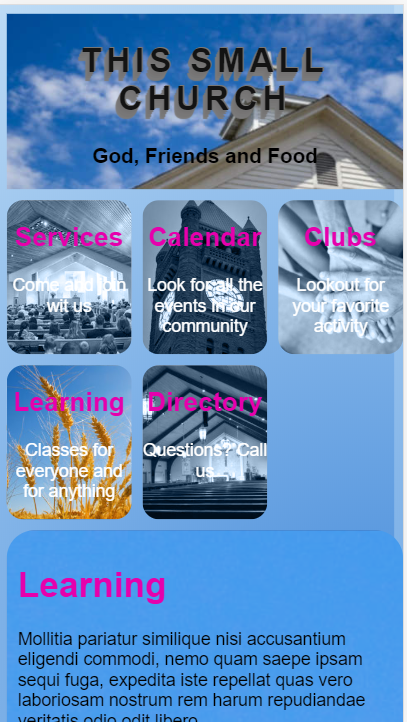 THIS SMALL
CHURCH
God, Friends and Food
Services
Come and join
wit us
Calendar
Look for all the
events in our
community
Clubs
Lookout for
your favorite
activity
Learning
Classes for
everyone and
for anything
Directory
Questions? Call
us
Learning
Mollitia pariatur similique nisi accusantium
eligendi commodi, nemo quam saepe ipsam
sequi fuga, expedita iste repellat quas vero
laboriosam nostrum rem harum repudiandae
veritatis odio odit libero